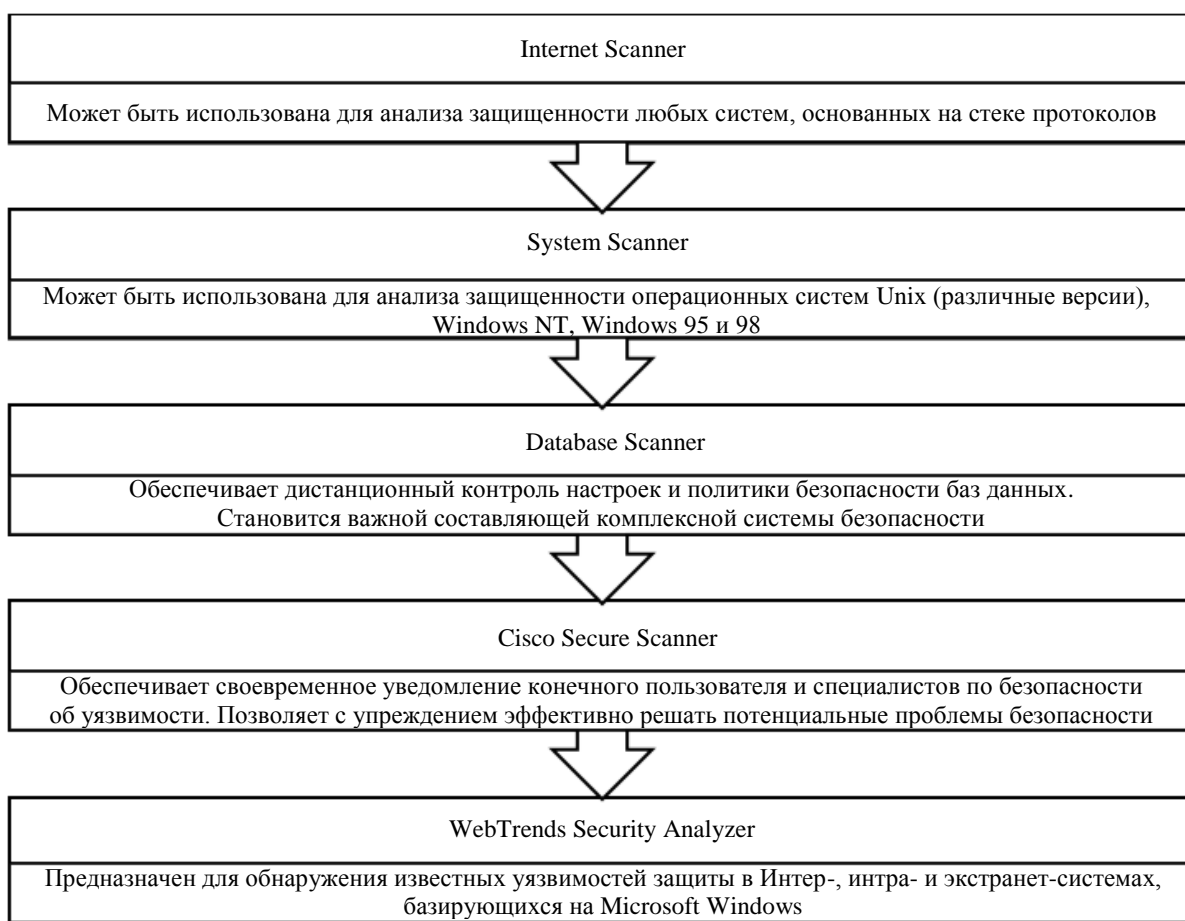 Internet Scanner
Может быть использована для анализа защищенности любых систем, основанных на стеке протоколов
System Scanner
Может быть использована для анализа защищенности операционных систем Unix (различные версии),
Windows NT, Windows 95 и 98
Database Scanner
Обеспечивает дистанционный контроль настроек и политики безопасности баз данных.
Становится важной составляющей комплексной системы безопасности
Cisco Secure Scanner
Обеспечивает своевременное уведомление конечного пользователя и специалистов по безопасности
об уязвимости. Позволяет с упреждением эффективно решать потенциальные проблемы безопасности
WebTrends Security Analyzer
Предназначен для обнаружения известных уязвимостей защиты в Интер-, интра- и экстранет-системах,
базирующихся на Microsoft Windows